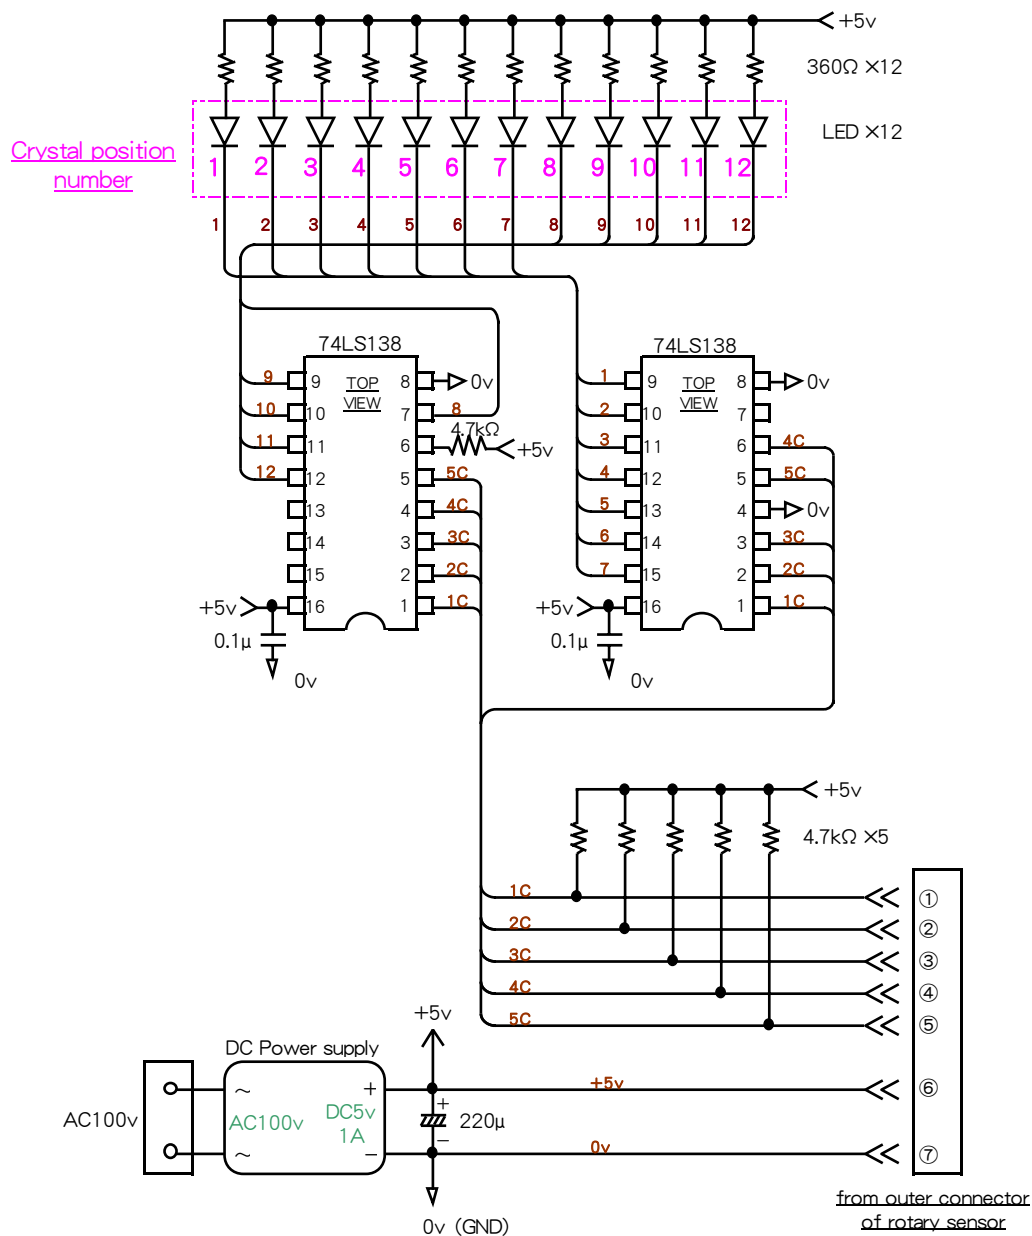 +5v
360Ω ×12
LED ×12
Crystal position
number
1 2 3 4 5 6 7 8 9 10 11 12
1 2 3 4 5 6 7 8 9 10 11 12
74LS138
74LS138
9 9 TOP 8 0v
VIEW
10 10 7 8
4.7kΩ
11 11 6 +5v
12 12 5 5C
13 4 4C
14 3 3C
15 2 2C
+5v 16 1 1C
0.1μ
0v
1 9 TOP 8 0v
VIEW
2 10 7
3 11 6 4C
4 12 5 5C
5 13 4 0v
6 14 3 3C
7 15 2 2C
+5v 16 1 1C
0.1μ
0v
+5v
4.7kΩ ×5
1C ①
2C ②
3C ③
4C ④
5C ⑤
+5v
DC Power supply
~ + +5v ⑥
AC100v
AC100v DC5v
1A
+
220μ
−
~ − 0v ⑦
0v (GND)
from outer connector
of rotary sensor